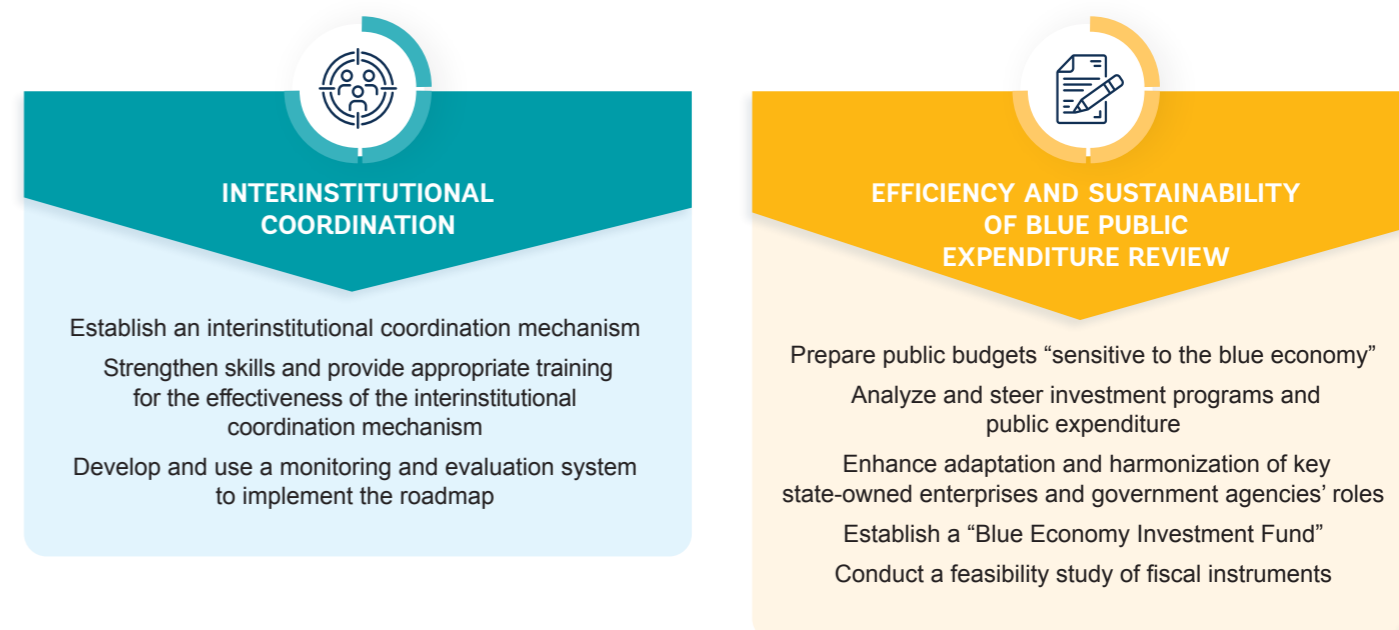 INTERINSTITUTIONAL
COORDINATION
Establish an interinstitutional coordination mechanism
Strengthen skills and provide appropriate training
for the effectiveness of the interinstitutional
coordination mechanism
Develop and use a monitoring and evaluation system
to implement the roadmap
EFFICIENCY AND SUSTAINABILITY
OF BLUE PUBLIC
EXPENDITURE REVIEW
Prepare public budgets “sensitive to the blue economy”
Analyze and steer investment programs and
public expenditure
Enhance adaptation and harmonization of key
state-owned enterprises and government agencies’ roles
Establish a “Blue Economy Investment Fund”
Conduct a feasibility study of fiscal instruments